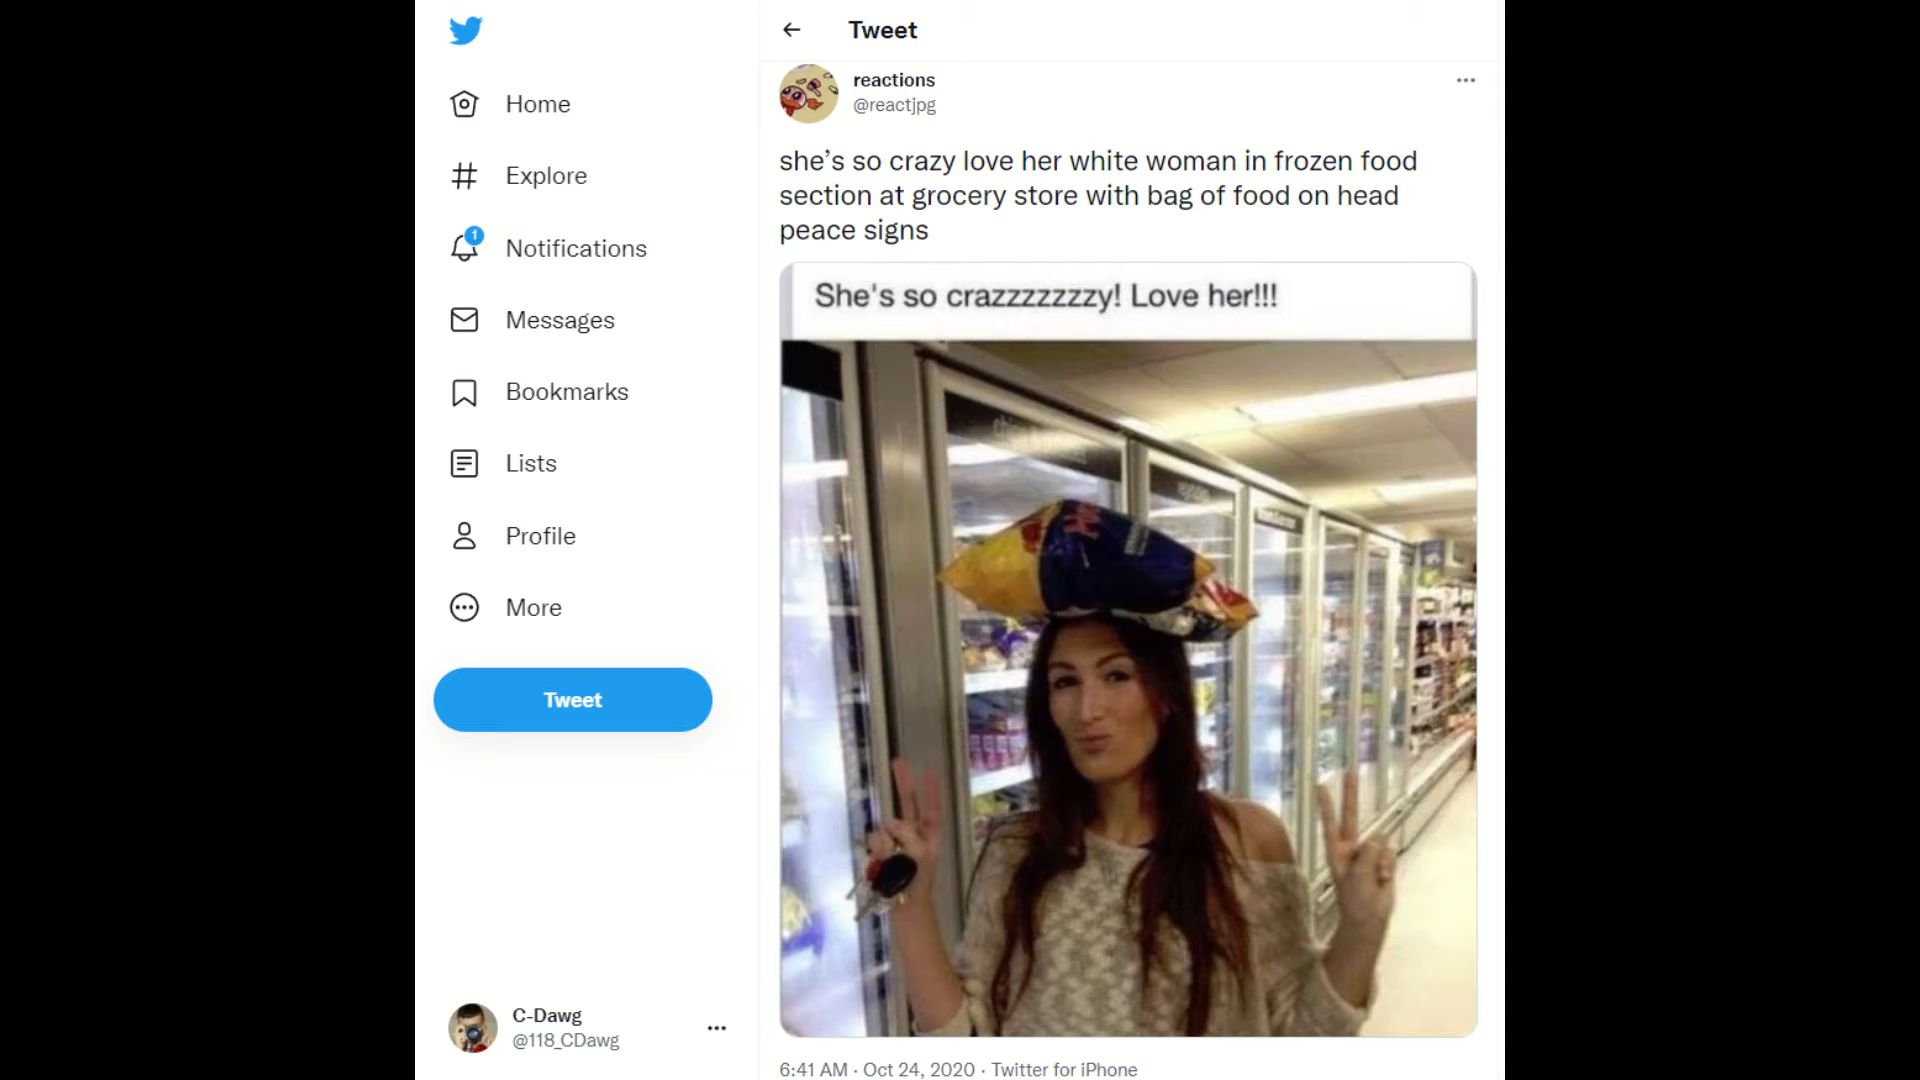 Tweet
reactions
@reactjpg
she’s so crazy love her white woman in frozen food
section at grocery store with bag of food on head
peace signs
She's so crazzzzzzzy! Love her!!!
6:41 AM · Oct 24, 2020 · Twitter for iPhone
Home
Explore
1
Notifications
Messages
Bookmarks
Lists
Profile
More
Tweet
C-Dawg
@118_CDawg